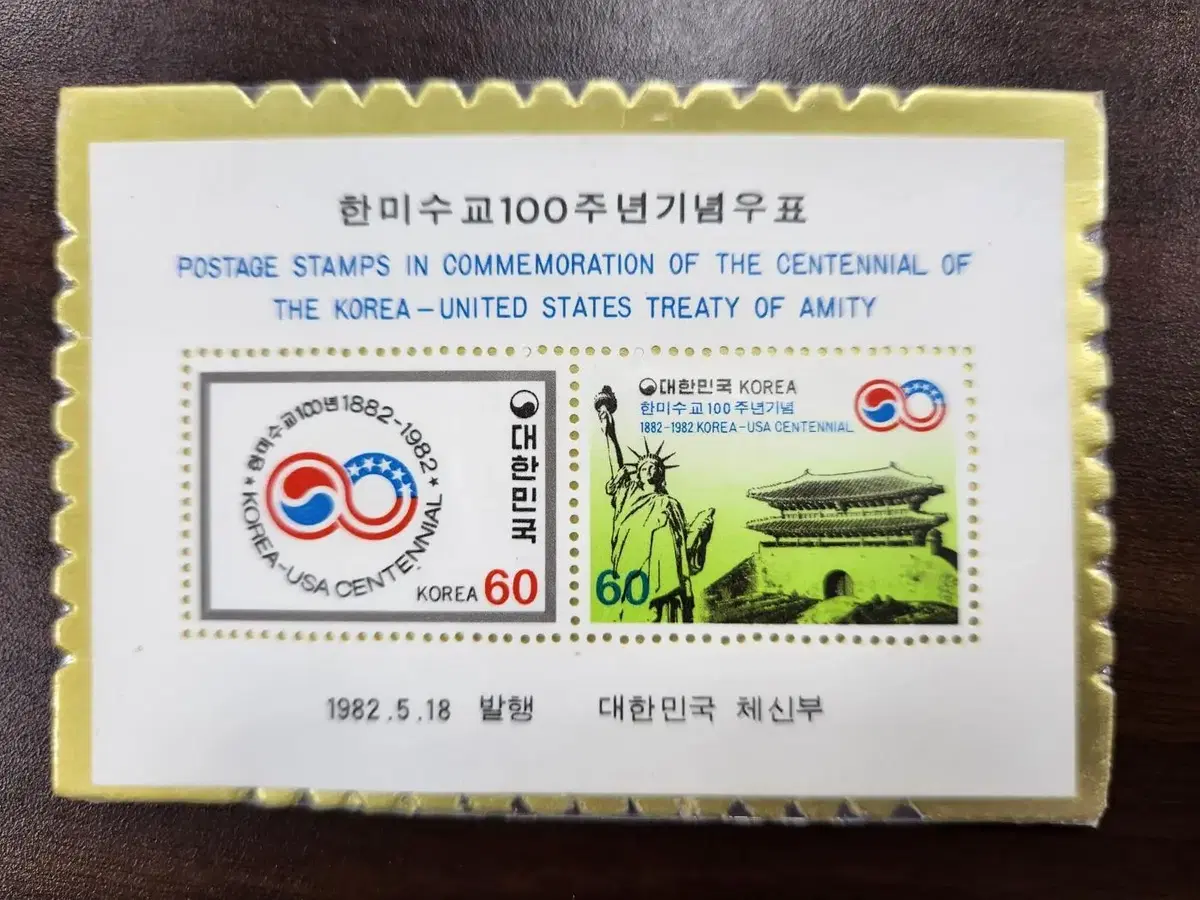 한미수교100주년기념우표
POSTAGE STAMPS IN COMMEMORATION OF THE CENTENNIAL OF
THE KOREA-UNITED STATES TREATY OF AMITY
한미수교100년 1882-1982
KOREA-USA CENTENNIAL
대한민국
KOREA 60
대한민국 KOREA
한미수교100주년기념
1882-1982 KOREA-USA CENTENNIAL
60
1982.5.18 발행 대한민국 체신부